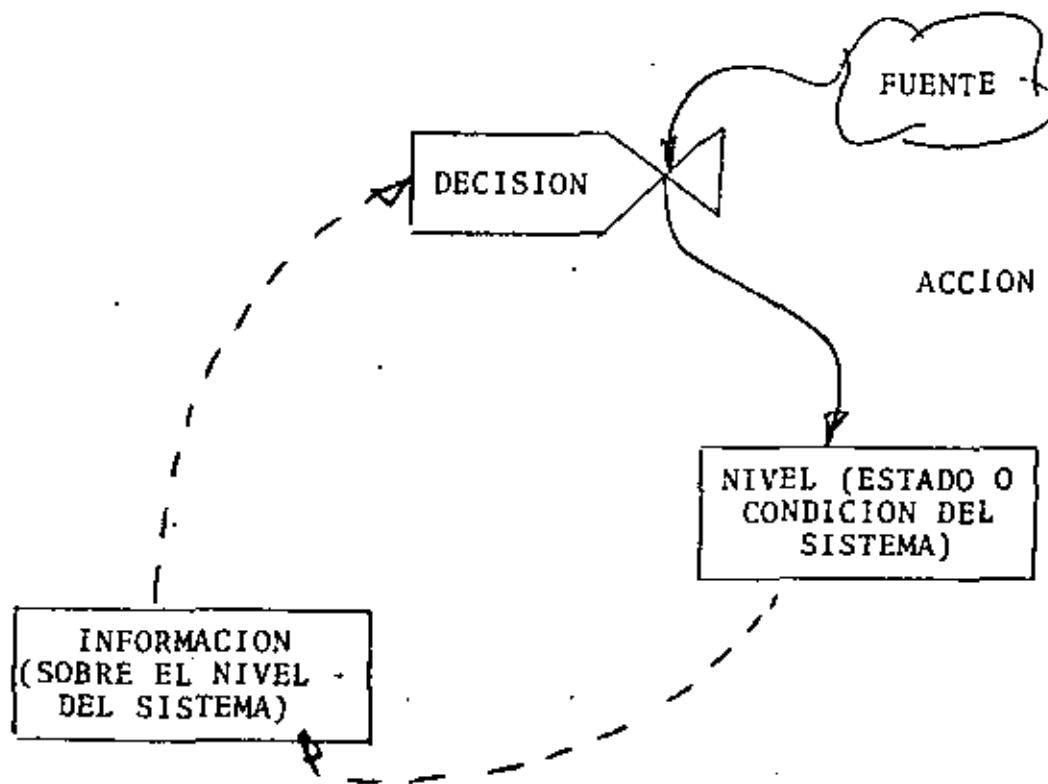 FUENTE
DECISION
ACCION
NIVEL (ESTADO O
CONDICION DEL
SISTEMA)
INFORMACION
(SOBRE EL NIVEL
DEL SISTEMA)